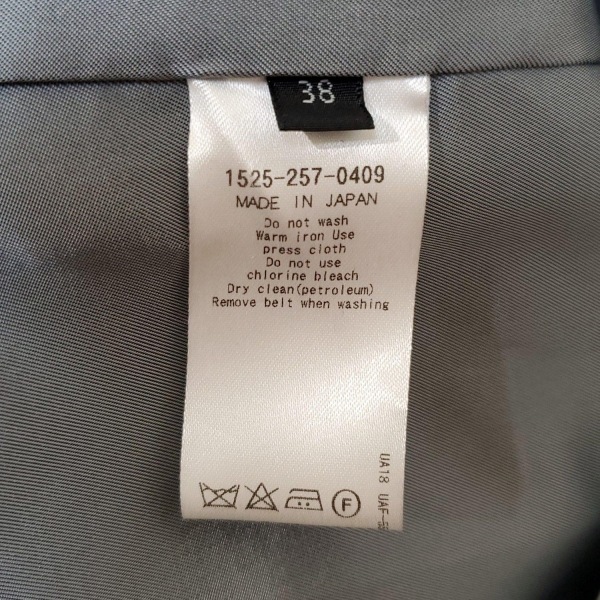 38
1525-257-0409
MADE IN JAPAN
Do not wash
Warm iron Use
press cloth
Do not use
chlorine bleach
Dry clean(petroleum)
Remove belt when washing
F
UA18